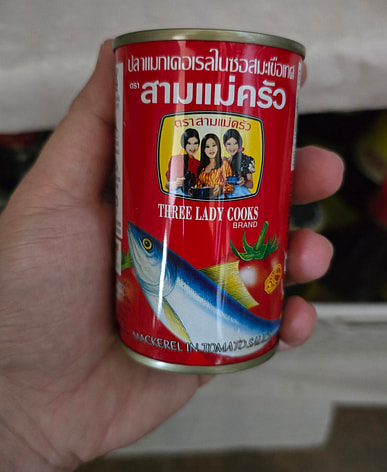 ปลาแมกเคอเรลในซอสมะเขือเทศ
ตรา สามแม่ครัว
ตราสามแม่ครัว
THREE LADY COOKS
BRAND
MACKEREL IN TOMATO